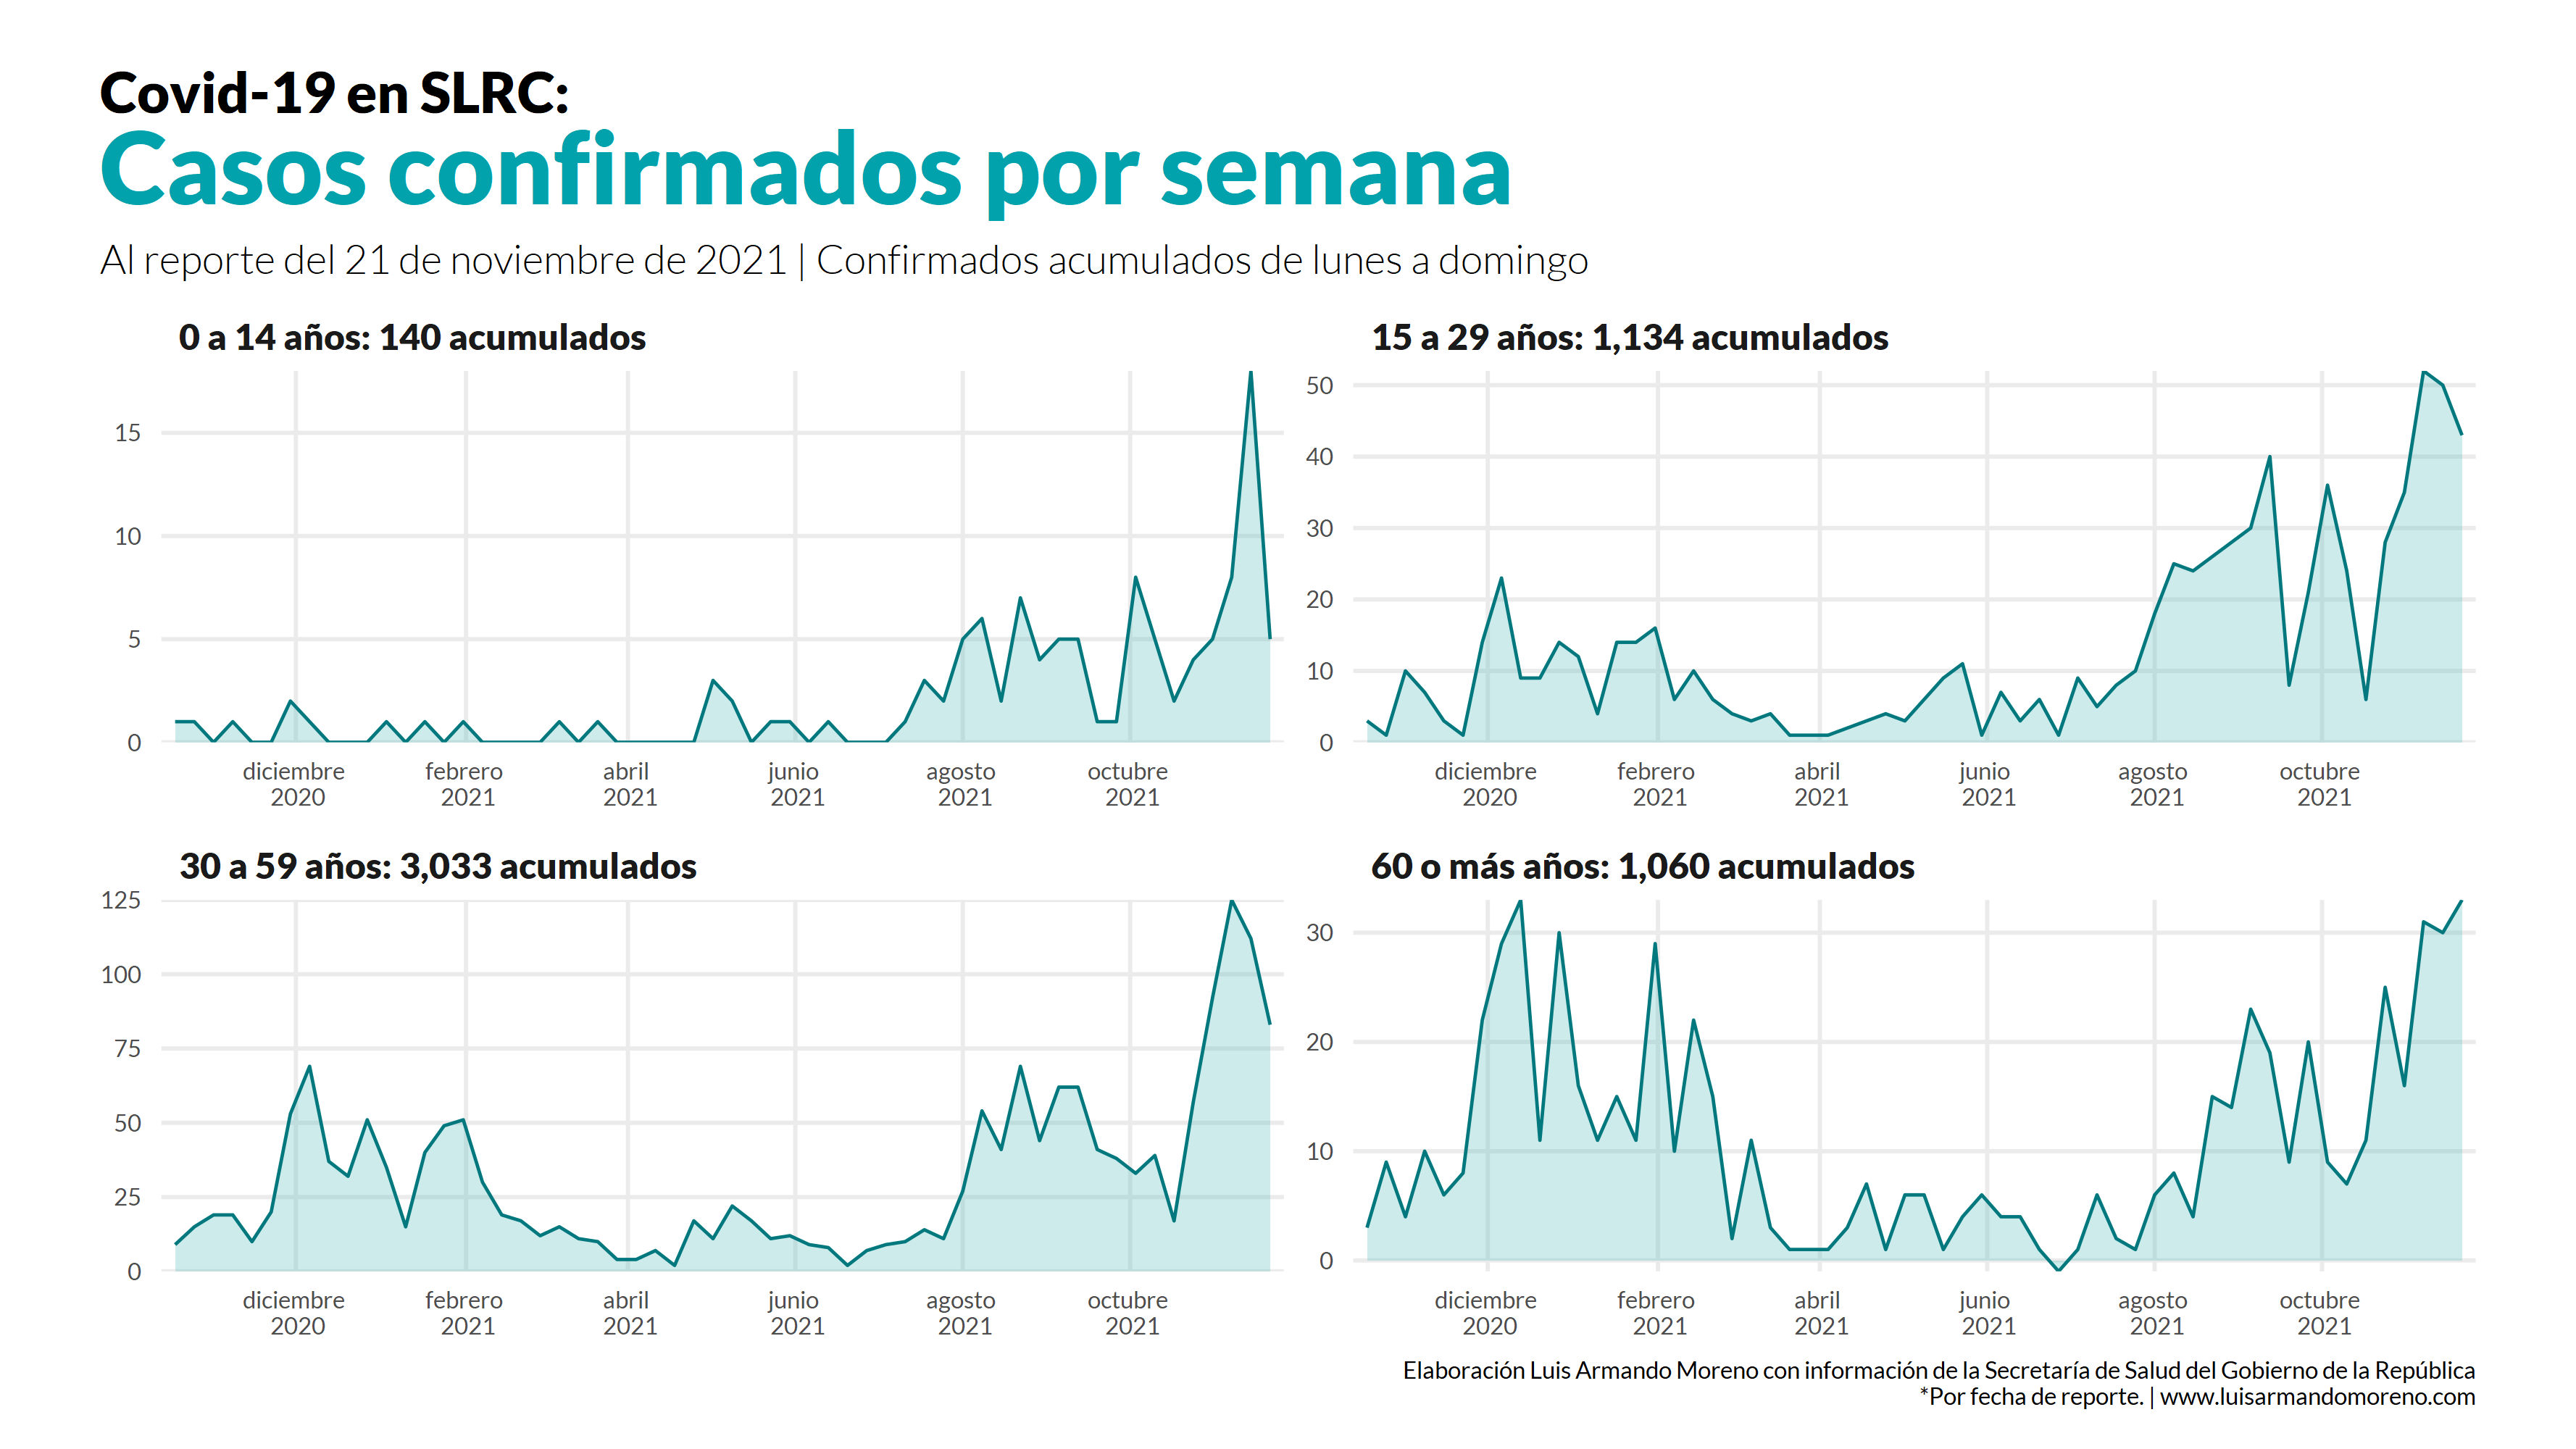 Covid-19 en SLRC:
Casos confirmados por semana
Al reporte del 21 de noviembre de 2021 | Confirmados acumulados de lunes a domingo
0 a 14 años: 140 acumulados
15
10
5
0
diciembre
2020
febrero
2021
abril
2021
junio
2021
agosto
2021
octubre
2021
15 a 29 años: 1,134 acumulados
50
40
30
20
10
0
diciembre
2020
febrero
2021
abril
2021
junio
2021
agosto
2021
octubre
2021
30 a 59 años: 3,033 acumulados
125
100
75
50
25
0
diciembre
2020
febrero
2021
abril
2021
junio
2021
agosto
2021
octubre
2021
60 o más años: 1,060 acumulados
30
20
10
0
diciembre
2020
febrero
2021
abril
2021
junio
2021
agosto
2021
octubre
2021
Elaboración Luis Armando Moreno con información de la Secretaría de Salud del Gobierno de la República
*Por fecha de reporte. | www.luisarmandomoreno.com